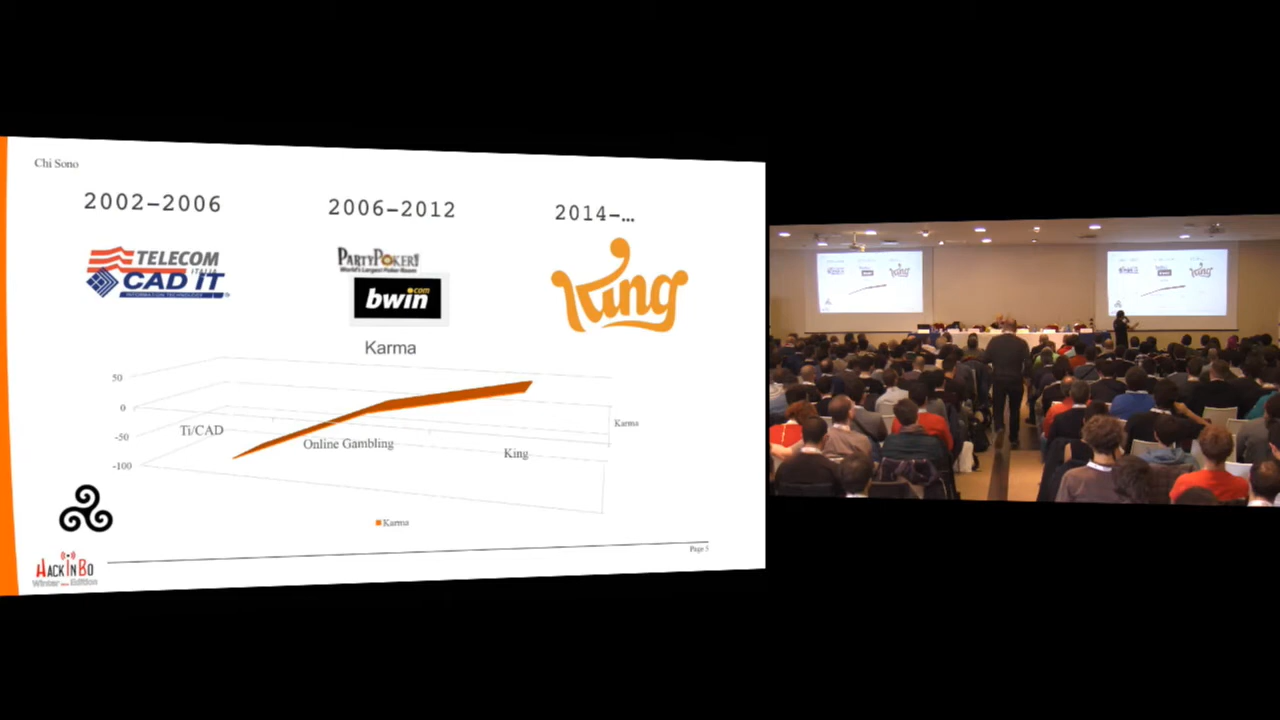 Chi Sono
2002-2006
2006-2012
2014-...
TELECOM
ITALIA
CAD IT
INFORMATION TECHNOLOGY
PARTYPOKER
World's Largest Poker Room
bwin.com
King
Karma
50
0
-50
-100
Ti/CAD
Online Gambling
King
Karma
Karma
HACKINBO
Winter Edition
Page 5